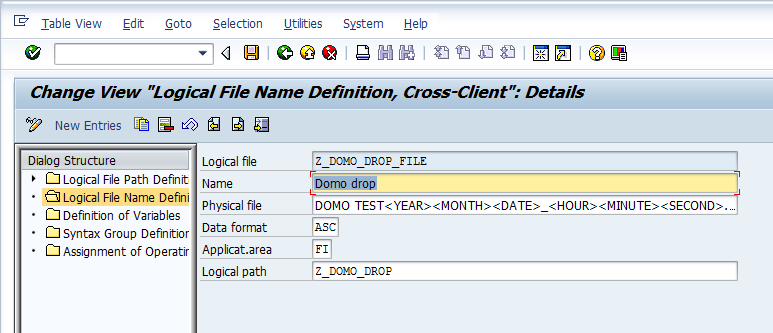 Table View Edit Goto Selection Utilities System Help
Change View "Logical File Name Definition, Cross-Client": Details
New Entries
Dialog Structure
Logical File Path Definit
Logical File Name Defini
Definition of Variables
Syntax Group Definition
Assignment of Operatin
Logical file Z_DOMO_DROP_FILE
Name Domo drop
Physical file DOMO TEST<YEAR><MONTH><DATE>_<HOUR><MINUTE><SECOND>...
Data format ASC
Applicat.area FI
Logical path Z_DOMO_DROP